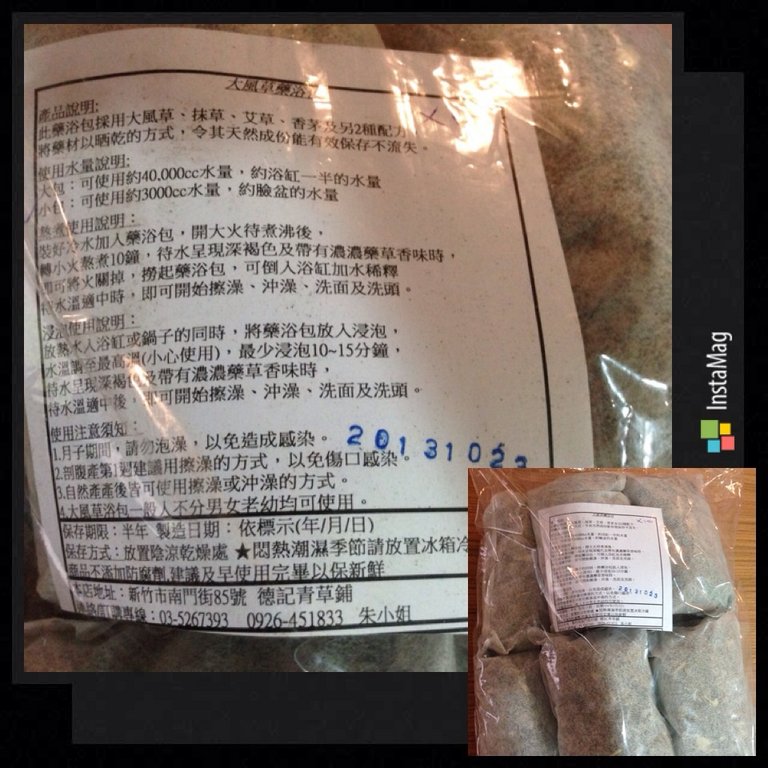 大風草藥浴
產品說明:
此藥浴包採用大風草、抹草、艾草、香茅及另2種配方
將藥材以晒乾的方式,令其天然成份能有效保存不流失。
使用水量說明:
大包:可使用約40.000cc水量,約浴缸一半的水量
小包:可使用約3000cc水量,約臉盆的水量
熬煮使用說明:
裝好冷水加入藥浴包,開大火待煮沸後,
轉小火熬煮10鐘,待水呈現深褐色及帶有濃濃藥草香味時,
即可將火關掉,撈起藥浴包,可倒入浴缸加水稀釋
待水溫適中時,即可開始擦澡、沖澡、洗面及洗頭。
浸泡使用說明:
放熱水入浴缸或鍋子的同時,將藥浴包放入浸泡,
水溫調至最高溫(小心使用),最少浸泡10~15分鐘,
待水呈現深褐色及帶有濃濃藥草香味時,
待水溫適中後,即可開始擦澡、沖澡、洗面及洗頭。
使用注意須知:
1.月子期間,請勿泡澡,以免造成感染。
20131023
2.剖腹產第1週建議用擦澡的方式,以免傷口感染。
3.自然產產後皆可使用擦澡或沖澡的方式。
4.大風草浴包一般人不分男女老幼均可使用。
保存期限:半年 製造日期:依標示(年/月/日)
保存方式:放置陰涼乾燥處 ★悶熱潮濕季節請放置冰箱冷
商品不添加防腐劑,建議及早使用完畢以保新鮮
本店地址:新竹市南門街85號 德記青草鋪
連絡訂購專線:03-5267393 0926-451833 朱小姐
InstaMag
20131023